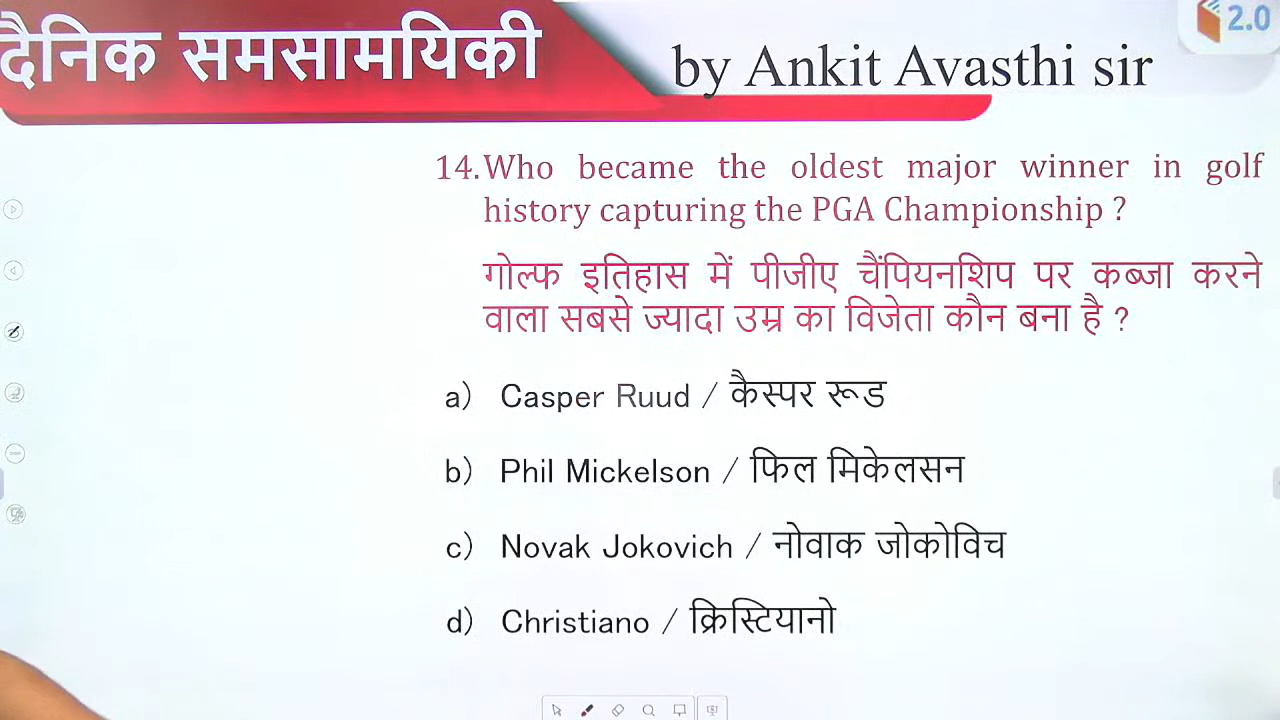 दैनिक समसामयिकी
by Ankit Avasthi sir
2.0
14. Who became the oldest major winner in golf
history capturing the PGA Championship ?
गोल्फ इतिहास में पीजीए चैंपियनशिप पर कब्जा करने
वाला सबसे ज्यादा उम्र का विजेता कौन बना है ?
a) Casper Ruud / कैस्पर रूड
b) Phil Mickelson / फिल मिकेलसन
c) Novak Jokovich / नोवाक जोकोविच
d) Christiano / क्रिस्टियानो